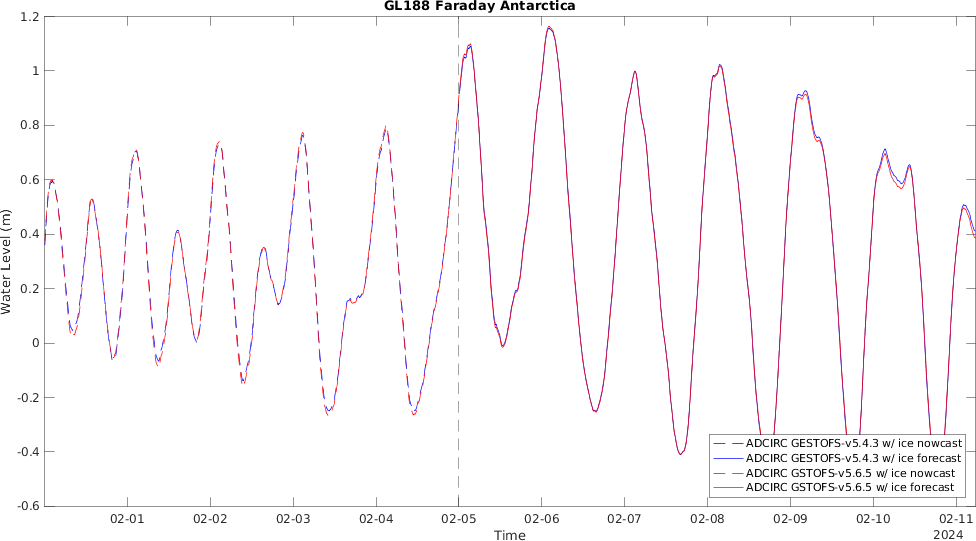 GL188 Faraday Antarctica
1.2
1
0.8
0.6
0.4
0.2
0
-0.2
-0.4
-0.6
Water Level (m)
ADCIRC GESTOFS-v5.4.3 w/ ice nowcast
ADCIRC GESTOFS-v5.4.3 w/ ice forecast
ADCIRC GSTOFS-v5.6.5 w/ ice nowcast
ADCIRC GSTOFS-v5.6.5 w/ ice forecast
02-01 02-02 02-03 02-04 02-05 02-06 02-07 02-08 02-09 02-10 02-11
Time
2024